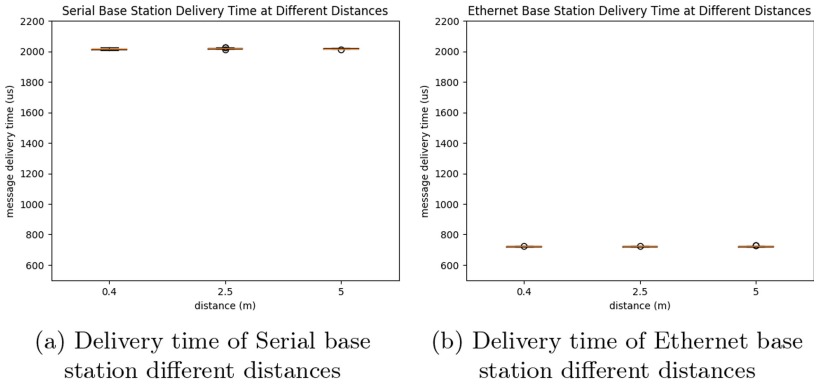 Serial Base Station Delivery Time at Different Distances
2200
2000
1800
1600
1400
1200
1000
800
600
message delivery time (us)
0.4 2.5 5
distance (m)
(a) Delivery time of Serial base
station different distances
Ethernet Base Station Delivery Time at Different Distances
2200
2000
1800
1600
1400
1200
1000
800
600
message delivery time (us)
0.4 2.5 5
distance (m)
(b) Delivery time of Ethernet base
station different distances